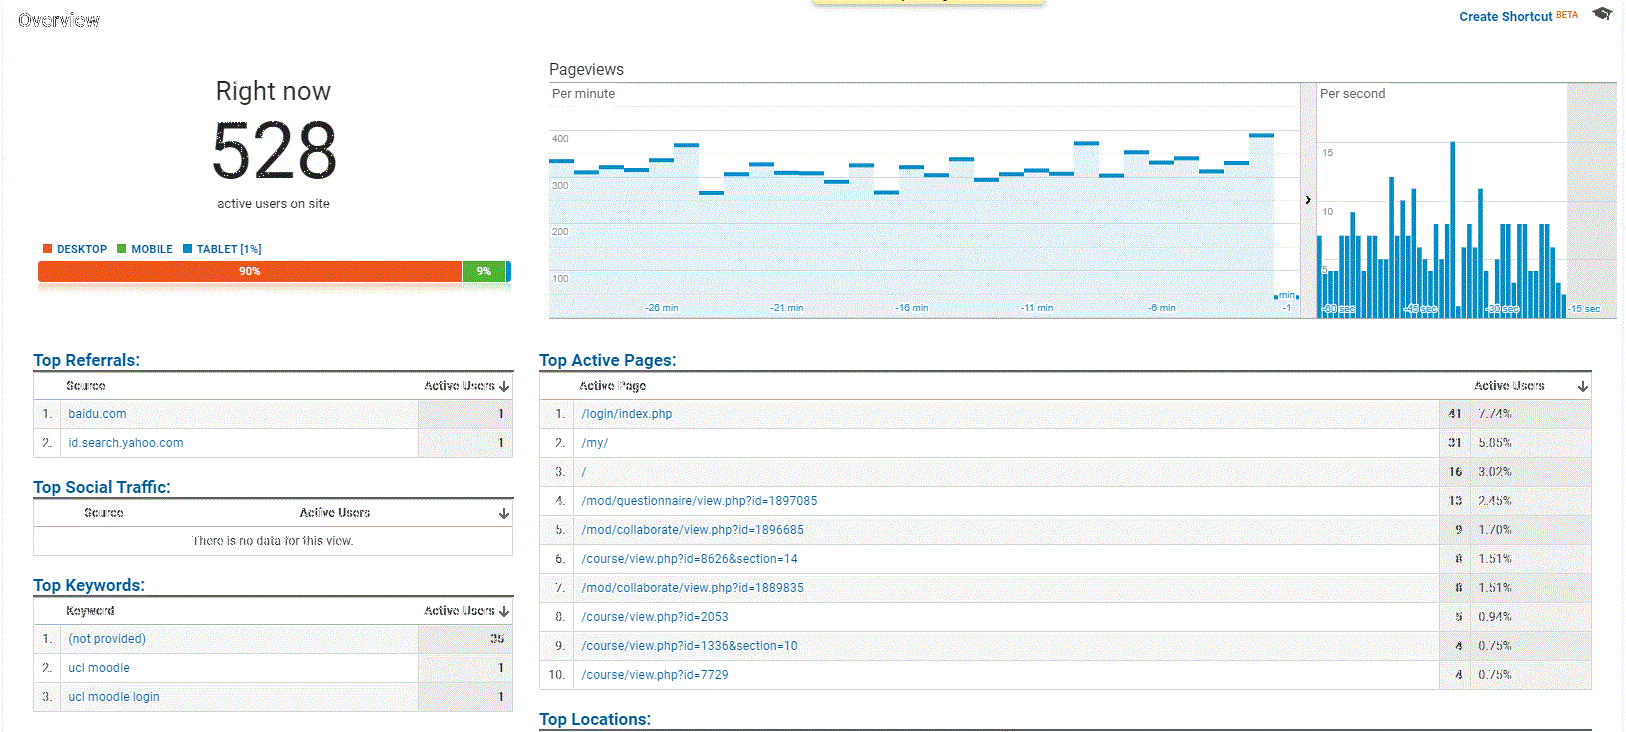 Overview
Create Shortcut BETA
Right now
528
active users on site
DESKTOP MOBILE TABLET [1%]
90% 9%
Pageviews
Per minute
400
300
200
100
-26 min -21 min -16 min -11 min -6 min min -1
Per second
15
10
5
-60 sec -45 sec -30 sec -15 sec
Top Referrals:
Source Active Users
1. baidu.com 1
2. id.search.yahoo.com 1
Top Social Traffic:
Source Active Users
There is no data for this view.
Top Keywords:
Keyword Active Users
1. (not provided) 35
2. ucl moodle 1
3. ucl moodle login 1
Top Active Pages:
Active Page Active Users
1. /login/index.php 41 7.74%
2. /my/ 31 5.85%
3. / 16 3.02%
4. /mod/questionnaire/view.php?id=1897085 13 2.45%
5. /mod/collaborate/view.php?id=1896685 9 1.70%
6. /course/view.php?id=8626&section=14 8 1.51%
7. /mod/collaborate/view.php?id=1889835 8 1.51%
8. /course/view.php?id=2053 5 0.94%
9. /course/view.php?id=1336&section=10 4 0.75%
10. /course/view.php?id=7729 4 0.75%
Top Locations: